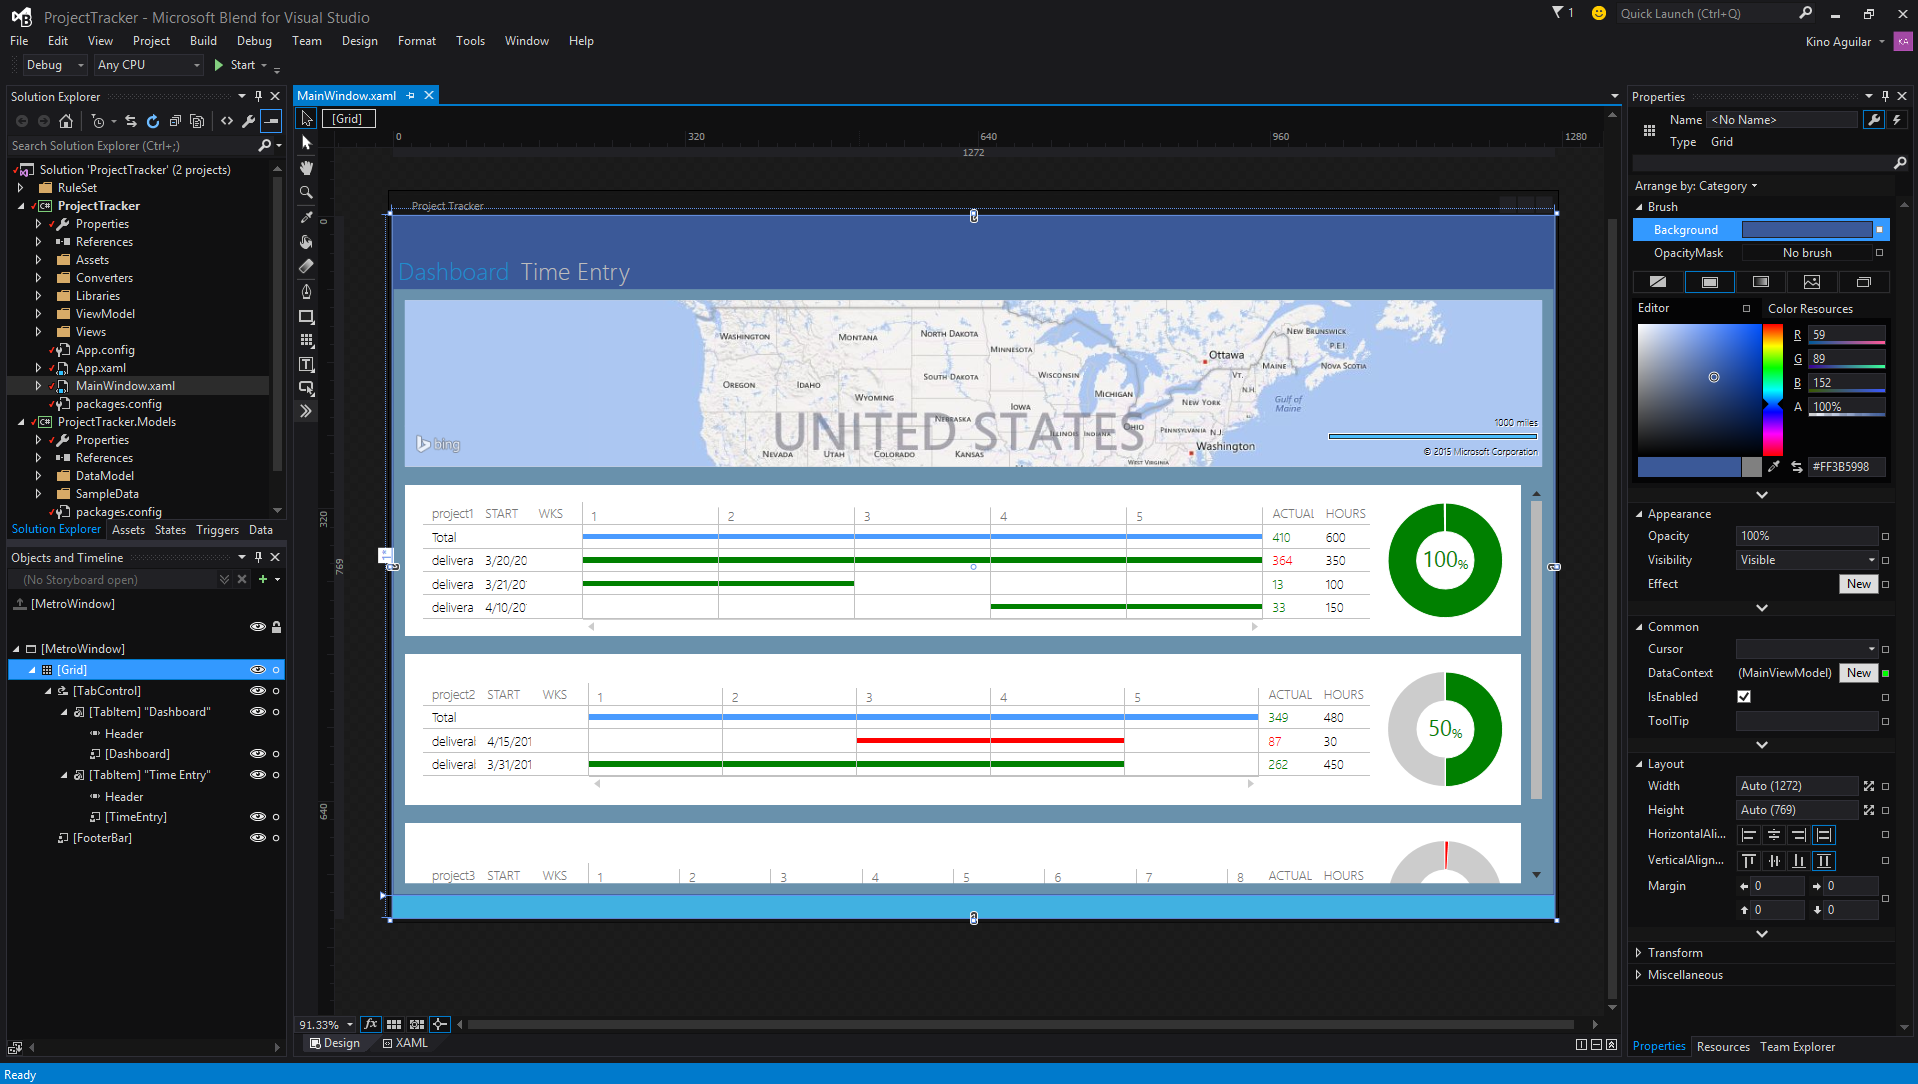 ProjectTracker - Microsoft Blend for Visual Studio
1
Quick Launch (Ctrl+Q)
File Edit View Project Build Debug Team Design Format Tools Window Help
Kino Aguilar
KA
Debug Any CPU Start
Solution Explorer
Search Solution Explorer (Ctrl+;)
Solution 'ProjectTracker' (2 projects)
RuleSet
C# ProjectTracker
Properties
References
Assets
Converters
Libraries
ViewModel
Views
App.config
App.xaml
MainWindow.xaml
packages.config
C# ProjectTracker.Models
Properties
References
DataModel
SampleData
packages.config
Solution Explorer Assets States Triggers Data
Objects and Timeline
(No Storyboard open)
[MetroWindow]
[MetroWindow]
[Grid]
[TabControl]
[TabItem] "Dashboard"
Header
[Dashboard]
[TabItem] "Time Entry"
Header
[TimeEntry]
[FooterBar]
MainWindow.xaml
[Grid]
0 320 640 960 1280
1272
0
320
769
640
1*
Project Tracker
Dashboard Time Entry
WASHINGTON
MONTANA
NORTH DAKOTA
MINNESOTA
OREGON
IDAHO
SOUTH DAKOTA
WISCONSIN
WYOMING
NEBRASKA
IOWA
MICHIGAN
NEVADA
UTAH
COLORADO
KANSAS
ILLINOIS
INDIANA
OHIO
WEST VIRGINIA
PENNSYLVANIA
N.J.
NEW YORK
VT.
N.H.
MAINE
NEW BRUNSWICK
P.E.I
NOVA SCOTIA
Ottawa
Gulf of
Maine
Washington
UNITED STATES
bing
1000 miles
© 2015 Microsoft Corporation
project1 START WKS 1 2 3 4 5 ACTUAL HOURS
Total 410 600
delivera 3/20/20 364 350
delivera 3/21/20 13 100
delivera 4/10/20 33 150
100%
project2 START WKS 1 2 3 4 5 ACTUAL HOURS
Total 349 480
deliveral 4/15/201 87 30
deliveral 3/31/201 262 450
50%
project3 START WKS 1 2 3 4 5 6 7 8 ACTUAL HOURS
91.33% fx
Design XAML
Properties
Name <No Name>
Type Grid
Arrange by: Category
Brush
Background
OpacityMask No brush
Editor Color Resources
R 59
G 89
B 152
A 100%
#FF3B5998
Appearance
Opacity 100%
Visibility Visible
Effect New
Common
Cursor
DataContext (MainViewModel) New
IsEnabled
ToolTip
Layout
Width Auto (1272)
Height Auto (769)
HorizontalAli...
VerticalAlign...
Margin 0 0
0 0
Transform
Miscellaneous
Properties Resources Team Explorer
Ready